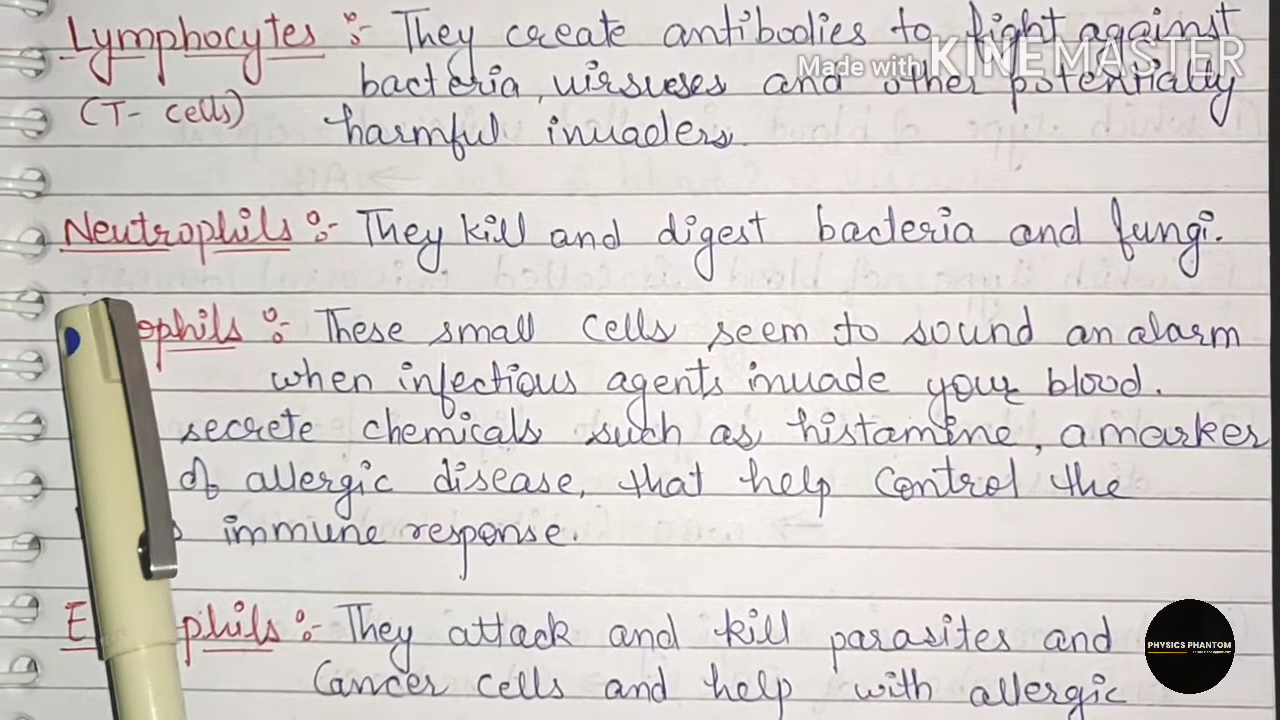 Lymphocytes :- They create antibodies to fight against
Made with KINEMASTER
bacteria, uirsueses and other potentially
(T- cells) harmful inuaders.
Neutrophils :- They kill and digest bacteria and fungi.
ophils :- These small cells seem to sound an alarm
when infectious agents inuade your blood.
secrete chemicals such as histamine, a marker
of allergic disease, that help control the
immune response.
E phils :- They attack and kill parasites and
Cancer cells and help with allergic
PHYSICS PHANTOM